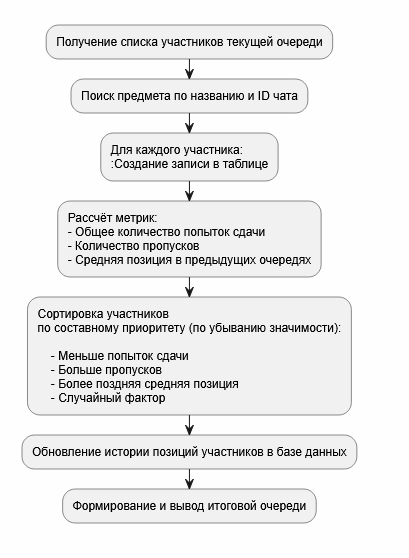 Получение списка участников текущей очереди
Поиск предмета по названию и ID чата
Для каждого участника:
:Создание записи в таблице
Рассчёт метрик:
- Общее количество попыток сдачи
- Количество пропусков
- Средняя позиция в предыдущих очередях
Сортировка участников
по составному приоритету (по убыванию значимости):
- Меньше попыток сдачи
- Больше пропусков
- Более поздняя средняя позиция
- Случайный фактор
Обновление истории позиций участников в базе данных
Формирование и вывод итоговой очереди